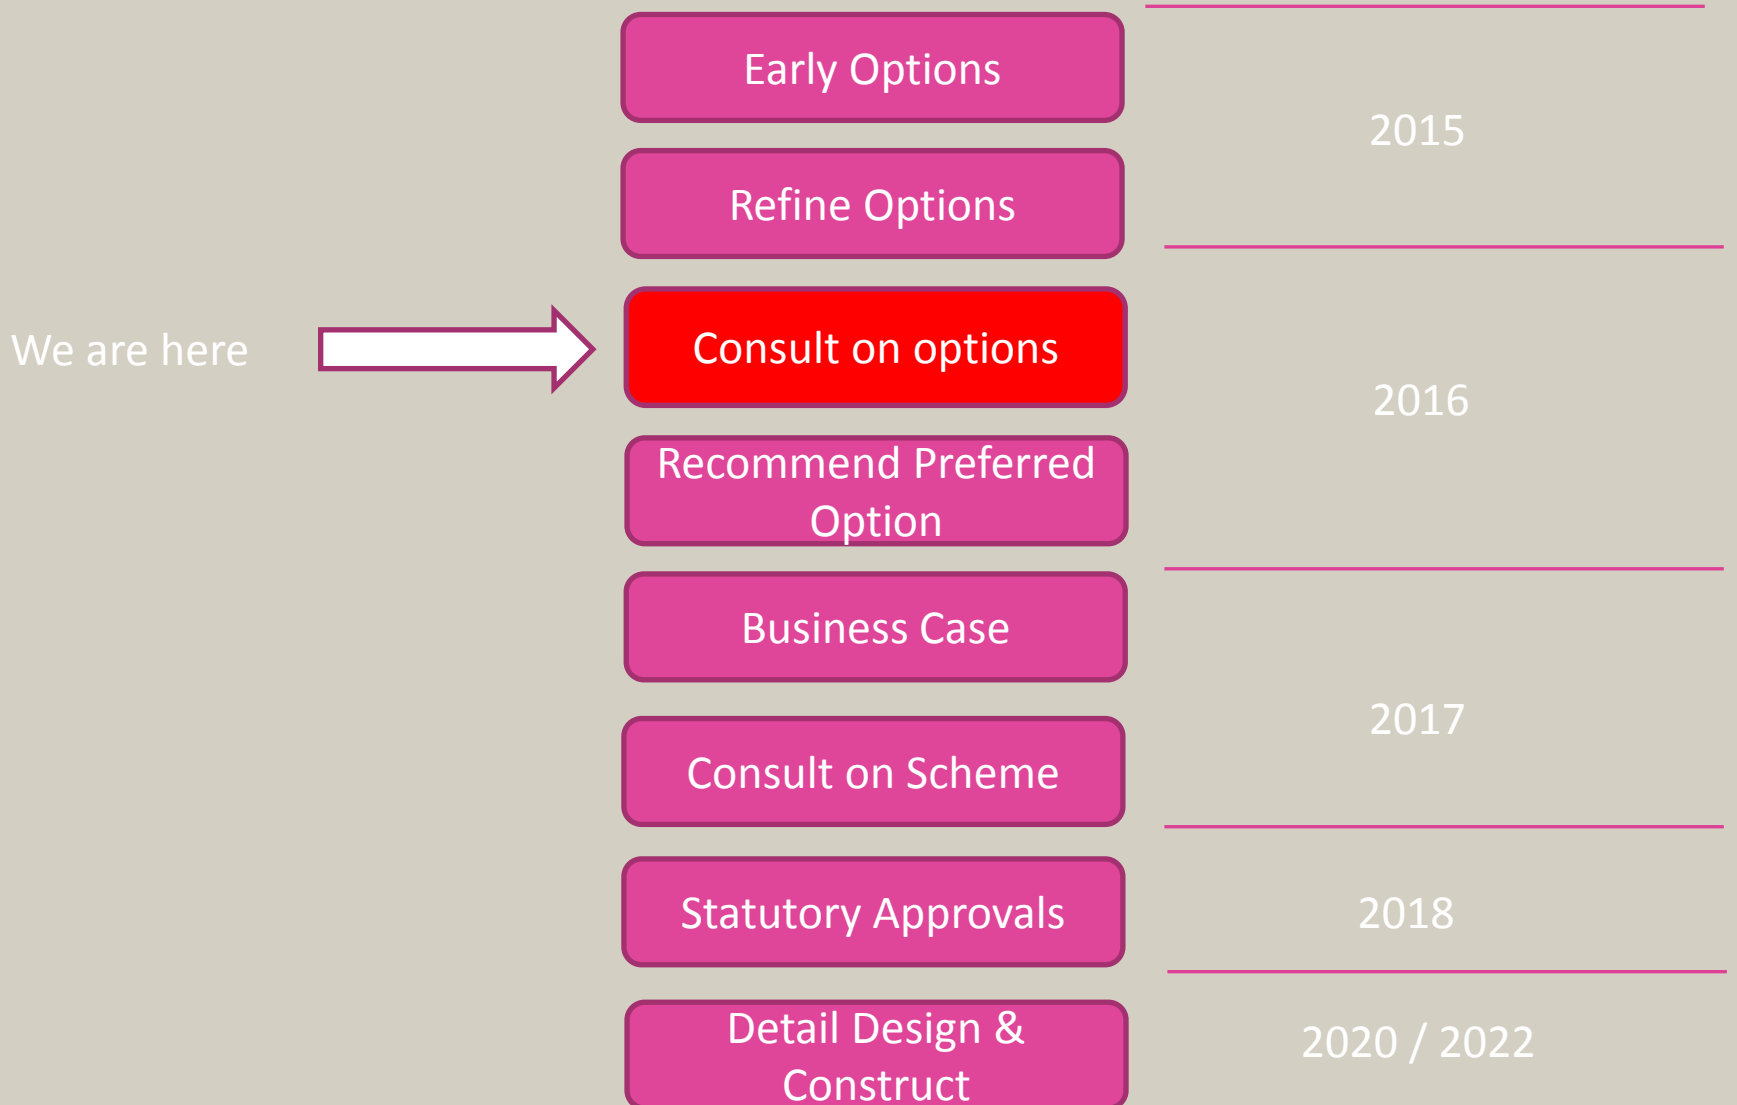 Early Options
2015
Refine Options
We are here
Consult on options
2016
Recommend Preferred
Option
Business Case
2017
Consult on Scheme
Statutory Approvals
2018
Detail Design &
Construct
2020 / 2022